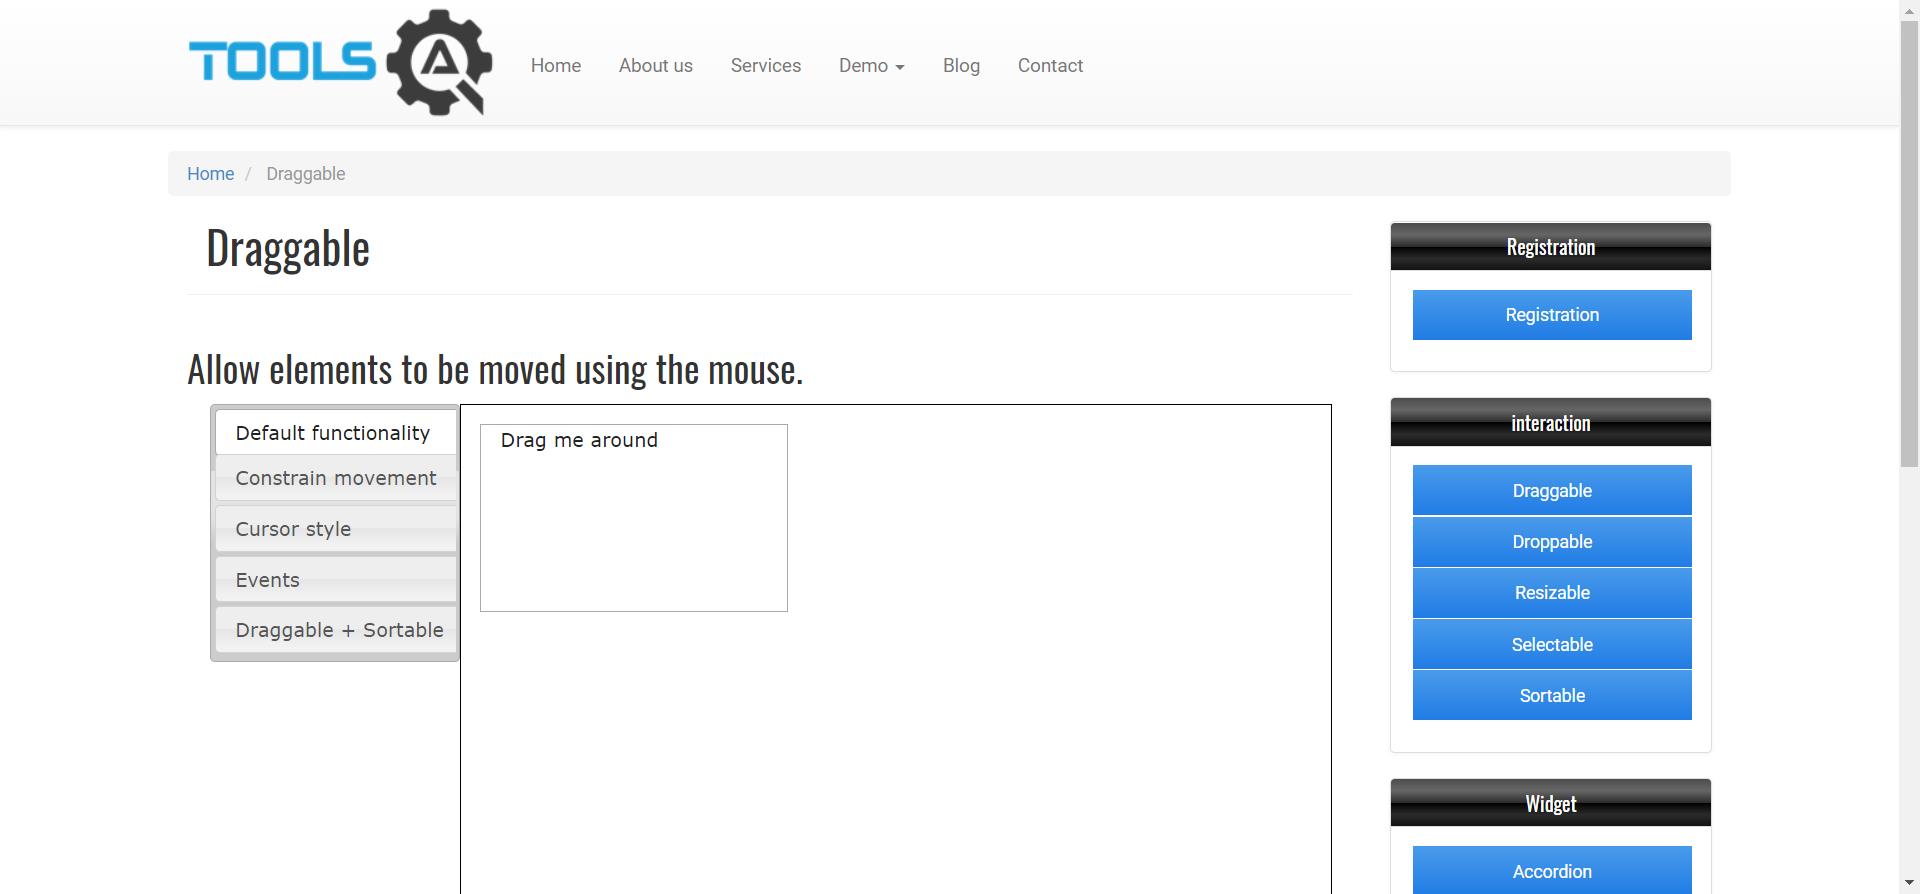 TOOLS QA
Home About us Services Demo Blog Contact
Home / Draggable
Draggable
Allow elements to be moved using the mouse.
Default functionality
Constrain movement
Cursor style
Events
Draggable + Sortable
Drag me around
Registration
Registration
interaction
Draggable
Droppable
Resizable
Selectable
Sortable
Widget
Accordion